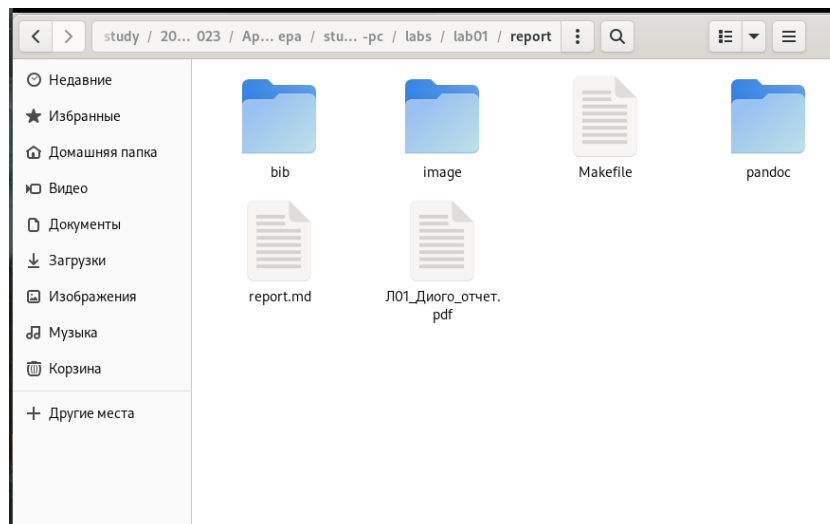 study / 20... 023 / Ap... ера / stu... -pc / labs / lab01 / report
Недавние
Избранные
Домашняя папка
Видео
Документы
Загрузки
Изображения
Музыка
Корзина
Другие места
bib
image
Makefile
pandoc
report.md
Л01_Диого_отчет.
pdf